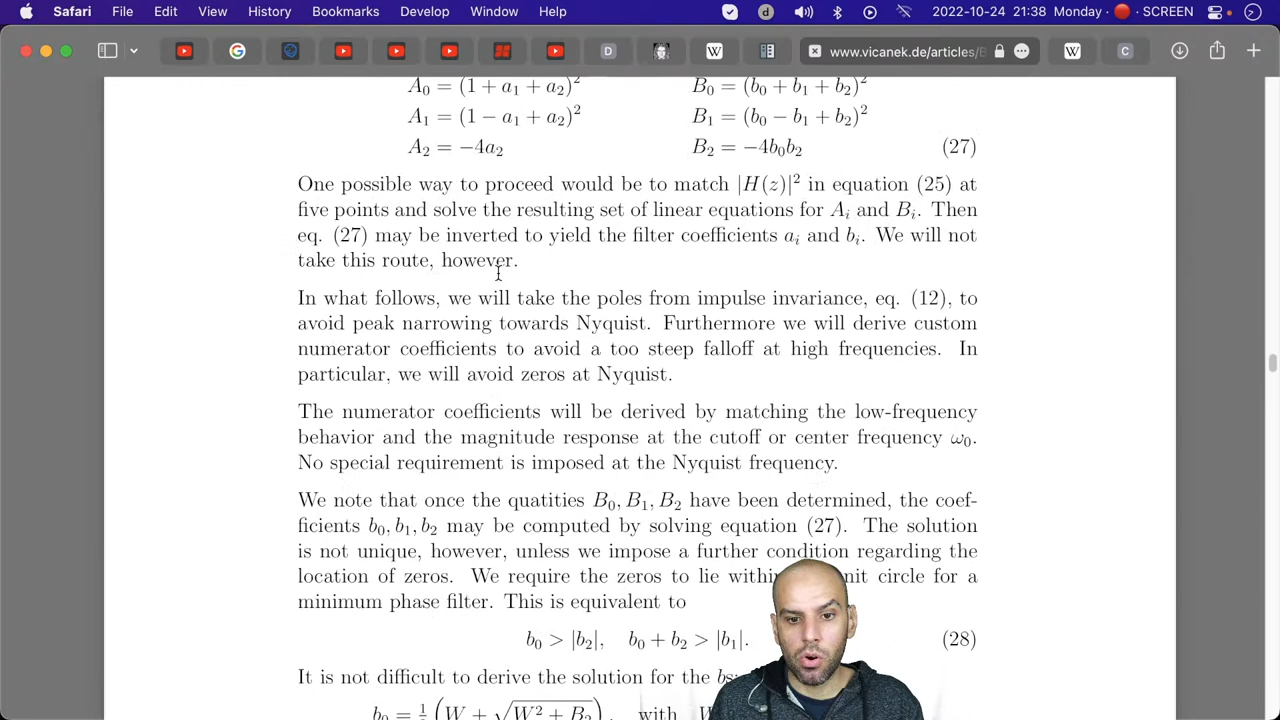 Safari File Edit View History Bookmarks Develop Window Help d 2022-10-24 21:38 Monday SCREEN
G D W www.vicanek.de/articles/B W C
A₀ = (1 + a₁ + a₂)² B₀ = (b₀ + b₁ + b₂)²
A₁ = (1 − a₁ + a₂)² B₁ = (b₀ − b₁ + b₂)²
A₂ = −4a₂ B₂ = −4b₀b₂ (27)
One possible way to proceed would be to match |H(z)|² in equation (25) at
five points and solve the resulting set of linear equations for Aᵢ and Bᵢ. Then
eq. (27) may be inverted to yield the filter coefficients aᵢ and bᵢ. We will not
take this route, however.
In what follows, we will take the poles from impulse invariance, eq. (12), to
avoid peak narrowing towards Nyquist. Furthermore we will derive custom
numerator coefficients to avoid a too steep falloff at high frequencies. In
particular, we will avoid zeros at Nyquist.
The numerator coefficients will be derived by matching the low-frequency
behavior and the magnitude response at the cutoff or center frequency ω₀.
No special requirement is imposed at the Nyquist frequency.
We note that once the quatities B₀, B₁, B₂ have been determined, the coef-
ficients b₀, b₁, b₂ may be computed by solving equation (27). The solution
is not unique, however, unless we impose a further condition regarding the
location of zeros. We require the zeros to lie within nit circle for a
minimum phase filter. This is equivalent to
b₀ > |b₂|, b₀ + b₂ > |b₁|. (28)
It is not difficult to derive the solution for the bs:
b₀ = ½ (W + √W² + B₂), with W